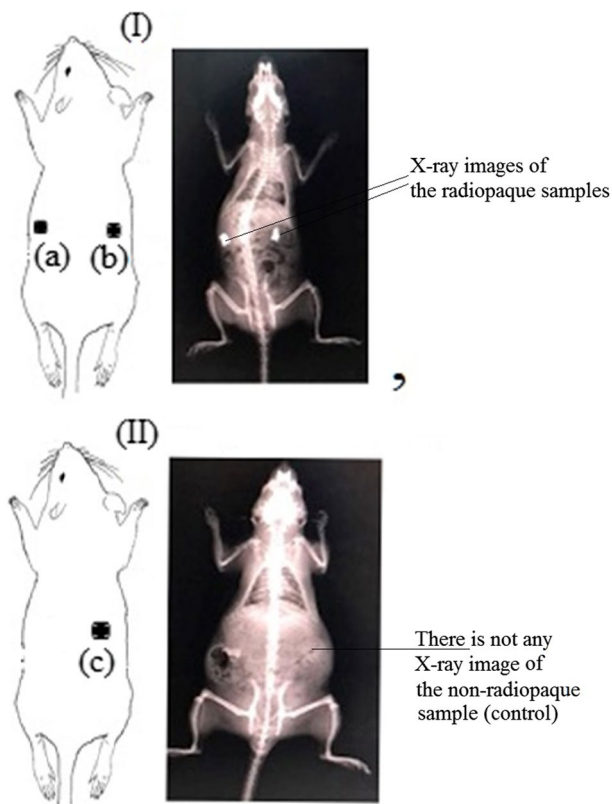 (I)
X-ray images of
the radiopaque samples
(a)
(b)
,
(II)
(c)
There is not any
X-ray image of
the non-radiopaque
sample (control)